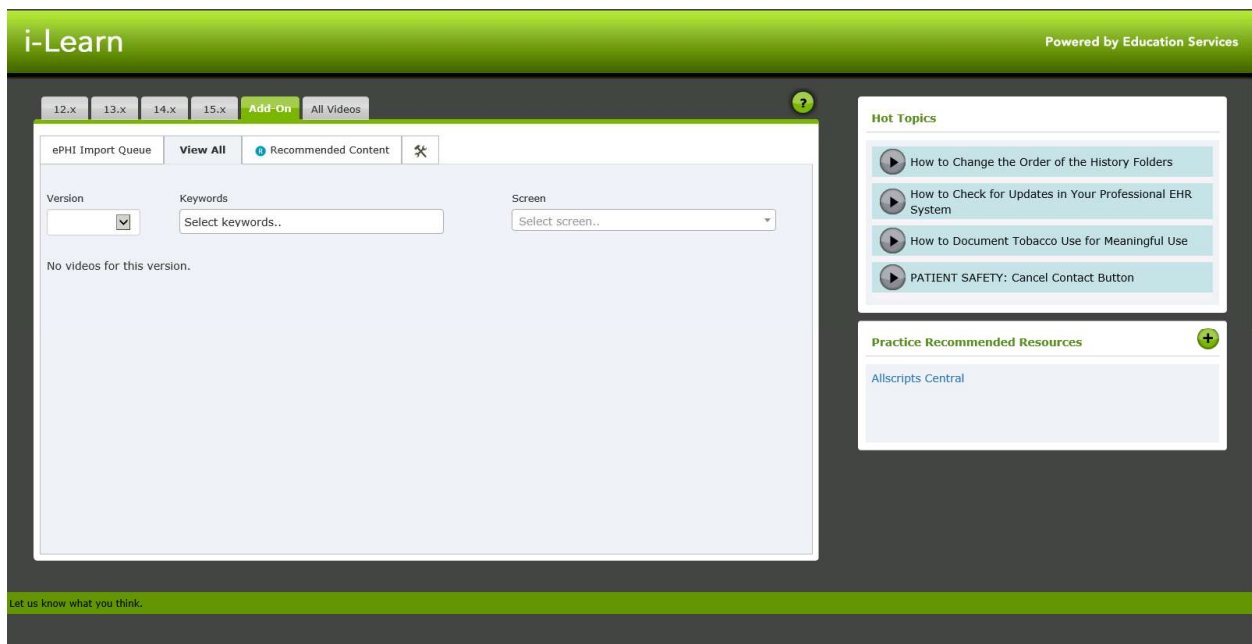 i-Learn
Powered by Education Services
12.x 13.x 14.x 15.x Add-On All Videos ?
ePHI Import Queue View All R Recommended Content
Version Keywords Screen
Select keywords.. Select screen..
No videos for this version.
Hot Topics
How to Change the Order of the History Folders
How to Check for Updates in Your Professional EHR
System
How to Document Tobacco Use for Meaningful Use
PATIENT SAFETY: Cancel Contact Button
Practice Recommended Resources
Allscripts Central
Let us know what you think.